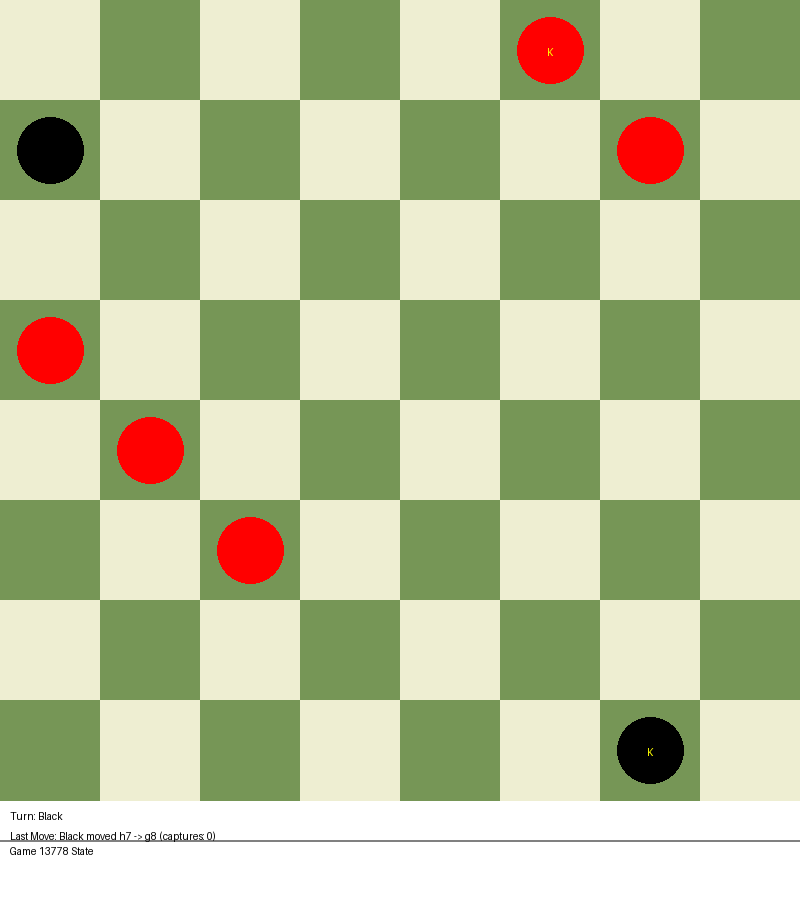 K
K
Turn: Black
Last Move: Black moved h7 -> g8 (captures: 0)
Game 13778 State